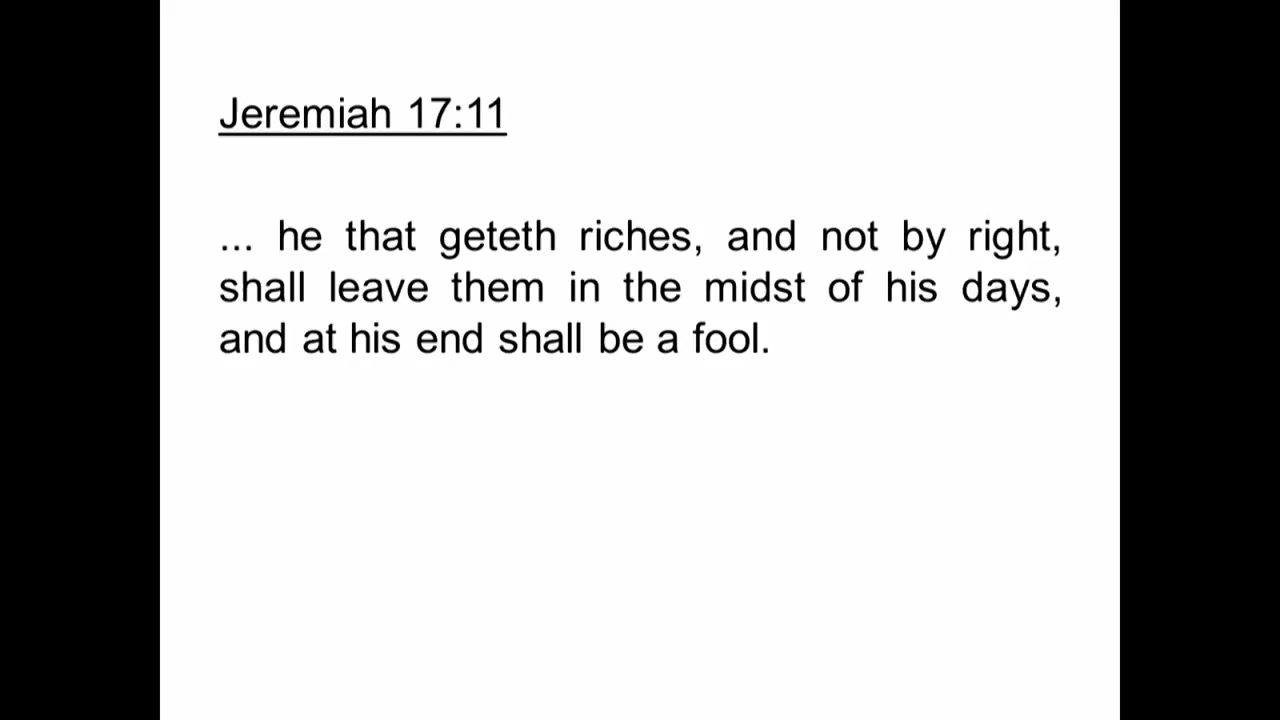 Jeremiah 17:11
... he that geteth riches, and not by right,
shall leave them in the midst of his days,
and at his end shall be a fool.